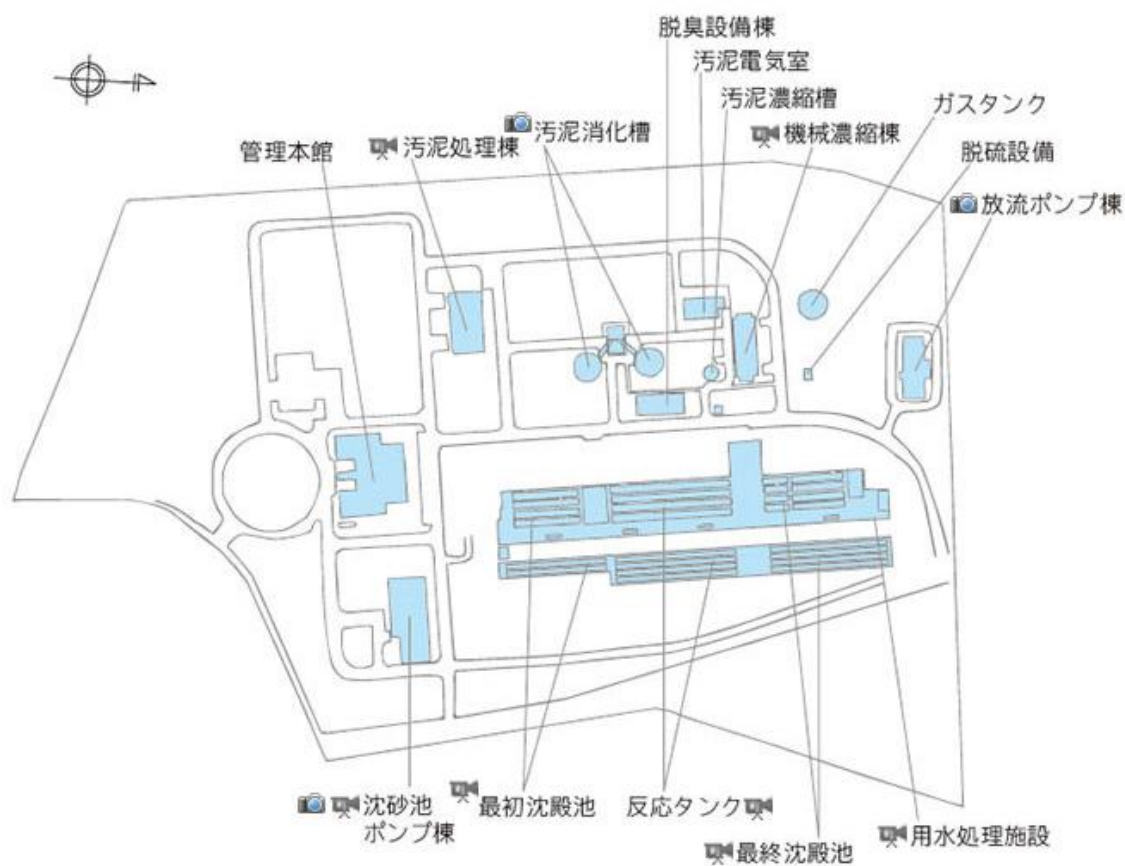 脱臭設備棟
汚泥電気室
汚泥濃縮槽
ガスタンク
汚泥消化槽
機械濃縮棟
管理本館
汚泥処理棟
脱硫設備
放流ポンプ棟
沈砂池
ポンプ棟
最初沈殿池
反応タンク
最終沈殿池
用水処理施設